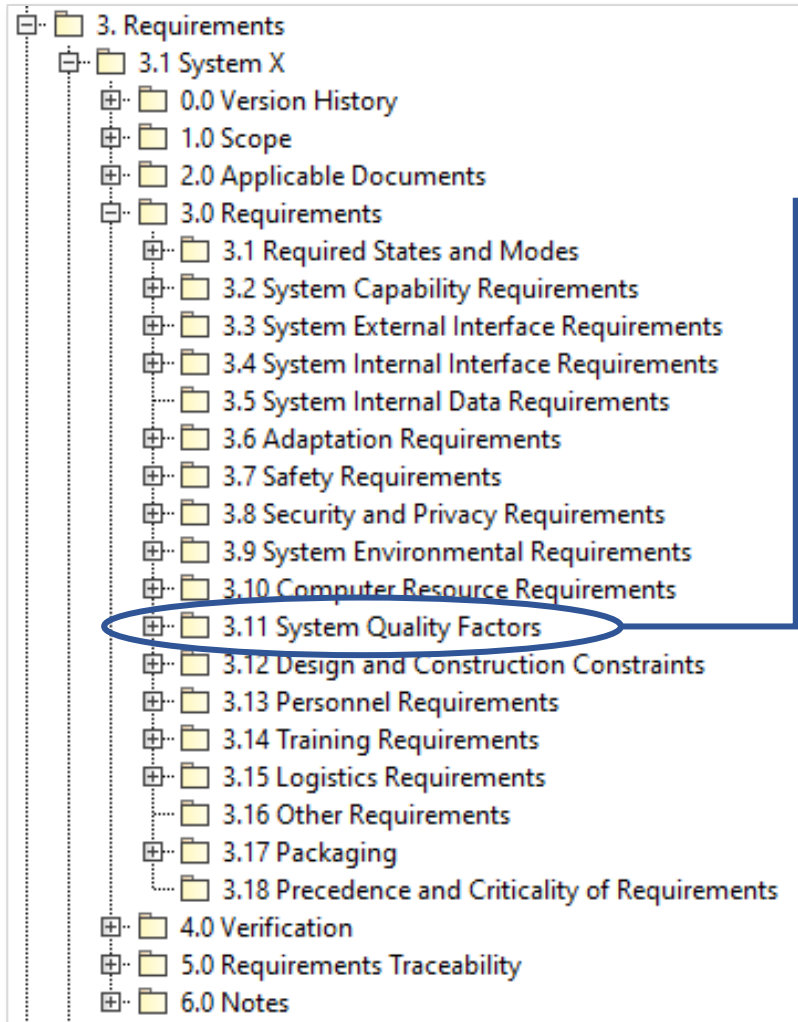 3. Requirements
3.1 System X
0.0 Version History
1.0 Scope
2.0 Applicable Documents
3.0 Requirements
3.1 Required States and Modes
3.2 System Capability Requirements
3.3 System External Interface Requirements
3.4 System Internal Interface Requirements
3.5 System Internal Data Requirements
3.6 Adaptation Requirements
3.7 Safety Requirements
3.8 Security and Privacy Requirements
3.9 System Environmental Requirements
3.10 Computer Resource Requirements
3.11 System Quality Factors
3.12 Design and Construction Constraints
3.13 Personnel Requirements
3.14 Training Requirements
3.15 Logistics Requirements
3.16 Other Requirements
3.17 Packaging
3.18 Precedence and Criticality of Requirements
4.0 Verification
5.0 Requirements Traceability
6.0 Notes